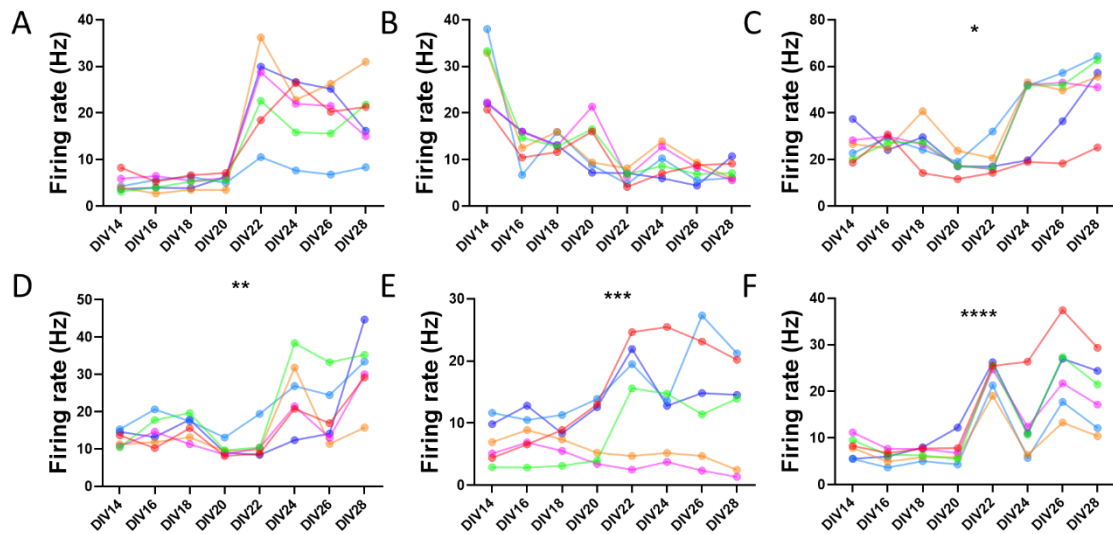 A
Firing rate (Hz)
40
30
20
10
0
DIV14
DIV16
DIV18
DIV20
DIV22
DIV24
DIV26
DIV28
B
Firing rate (Hz)
40
30
20
10
0
DIV14
DIV16
DIV18
DIV20
DIV22
DIV24
DIV26
DIV28
C
*
Firing rate (Hz)
80
60
40
20
0
DIV14
DIV16
DIV18
DIV20
DIV22
DIV24
DIV26
DIV28
D
**
Firing rate (Hz)
50
40
30
20
10
0
DIV14
DIV16
DIV18
DIV20
DIV22
DIV24
DIV26
DIV28
E
***
Firing rate (Hz)
30
20
10
0
DIV14
DIV16
DIV18
DIV20
DIV22
DIV24
DIV26
DIV28
F
****
Firing rate (Hz)
40
30
20
10
0
DIV14
DIV16
DIV18
DIV20
DIV22
DIV24
DIV26
DIV28